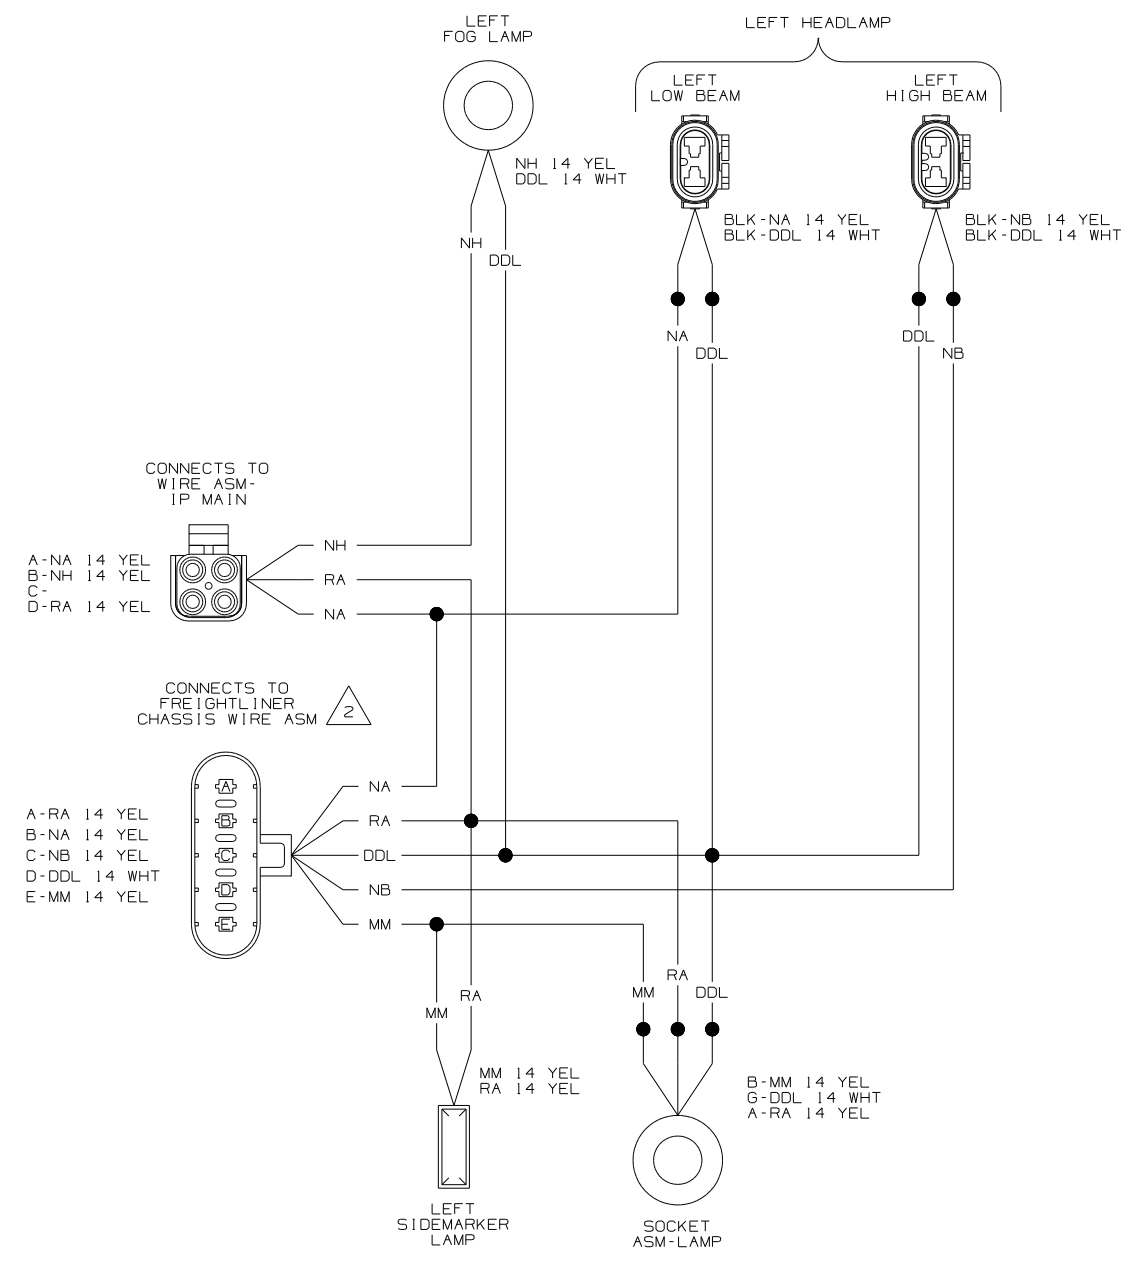 LEFT
FOG LAMP
LEFT HEADLAMP
LEFT
LOW BEAM
LEFT
HIGH BEAM
NH 14 YEL
DDL 14 WHT
BLK-NA 14 YEL
BLK-DDL 14 WHT
BLK-NB 14 YEL
BLK-DDL 14 WHT
NH
DDL
NA
DDL
DDL
NB
CONNECTS TO
WIRE ASM-
IP MAIN
A-NA 14 YEL
B-NH 14 YEL
C-
D-RA 14 YEL
NH
RA
NA
CONNECTS TO
FREIGHTLINER
CHASSIS WIRE ASM
2
A-RA 14 YEL
B-NA 14 YEL
C-NB 14 YEL
D-DDL 14 WHT
E-MM 14 YEL
A
B
C
D
E
NA
RA
DDL
NB
MM
MM
RA
MM
RA
DDL
MM 14 YEL
RA 14 YEL
B-MM 14 YEL
G-DDL 14 WHT
A-RA 14 YEL
LEFT
SIDEMARKER
LAMP
SOCKET
ASM-LAMP